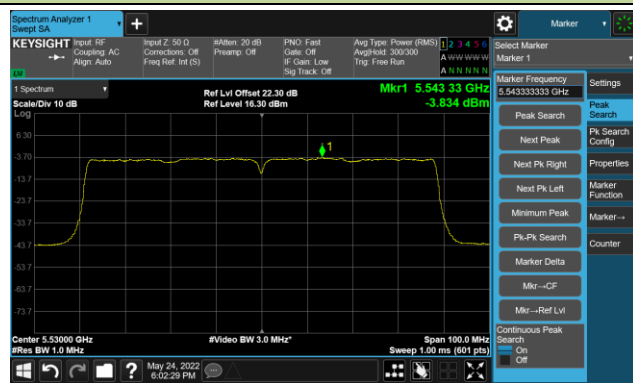 Spectrum Analyzer 1
Swept SA
Marker
KEYSIGHT
Input: RF
Coupling: AC
Align: Auto
Input Z: 50 Ω
Corrections: Off
Freq Ref: Int (S)
#Atten: 20 dB
Preamp: Off
PNO: Fast
Gate: Off
IF Gain: Low
Sig Track: Off
Avg Type: Power (RMS)
Avg|Hold: 300/300
Trig: Free Run
1 2 3 4 5 6
A W W W W W
A N N N N N
Select Marker
Marker 1
1 Spectrum
Scale/Div 10 dB
Log
Ref Lvl Offset 22.30 dB
Ref Level 16.30 dBm
Mkr1 5.543 33 GHz
-3.834 dBm
6.30
-3.70
-13.7
-23.7
-33.7
-43.7
-53.7
-63.7
-73.7
1
Center 5.53000 GHz
#Res BW 1.0 MHz
#Video BW 3.0 MHz*
Span 100.0 MHz
Sweep 1.00 ms (601 pts)
Marker Frequency
5.543333333 GHz
Peak Search
Next Peak
Next Pk Right
Next Pk Left
Minimum Peak
Pk-Pk Search
Marker Delta
Mkr→CF
Mkr→Ref Lvl
Continuous Peak
Search
On
Off
Settings
Peak
Search
Pk Search
Config
Properties
Marker
Function
Marker→
Counter
May 24, 2022
6:02:29 PM